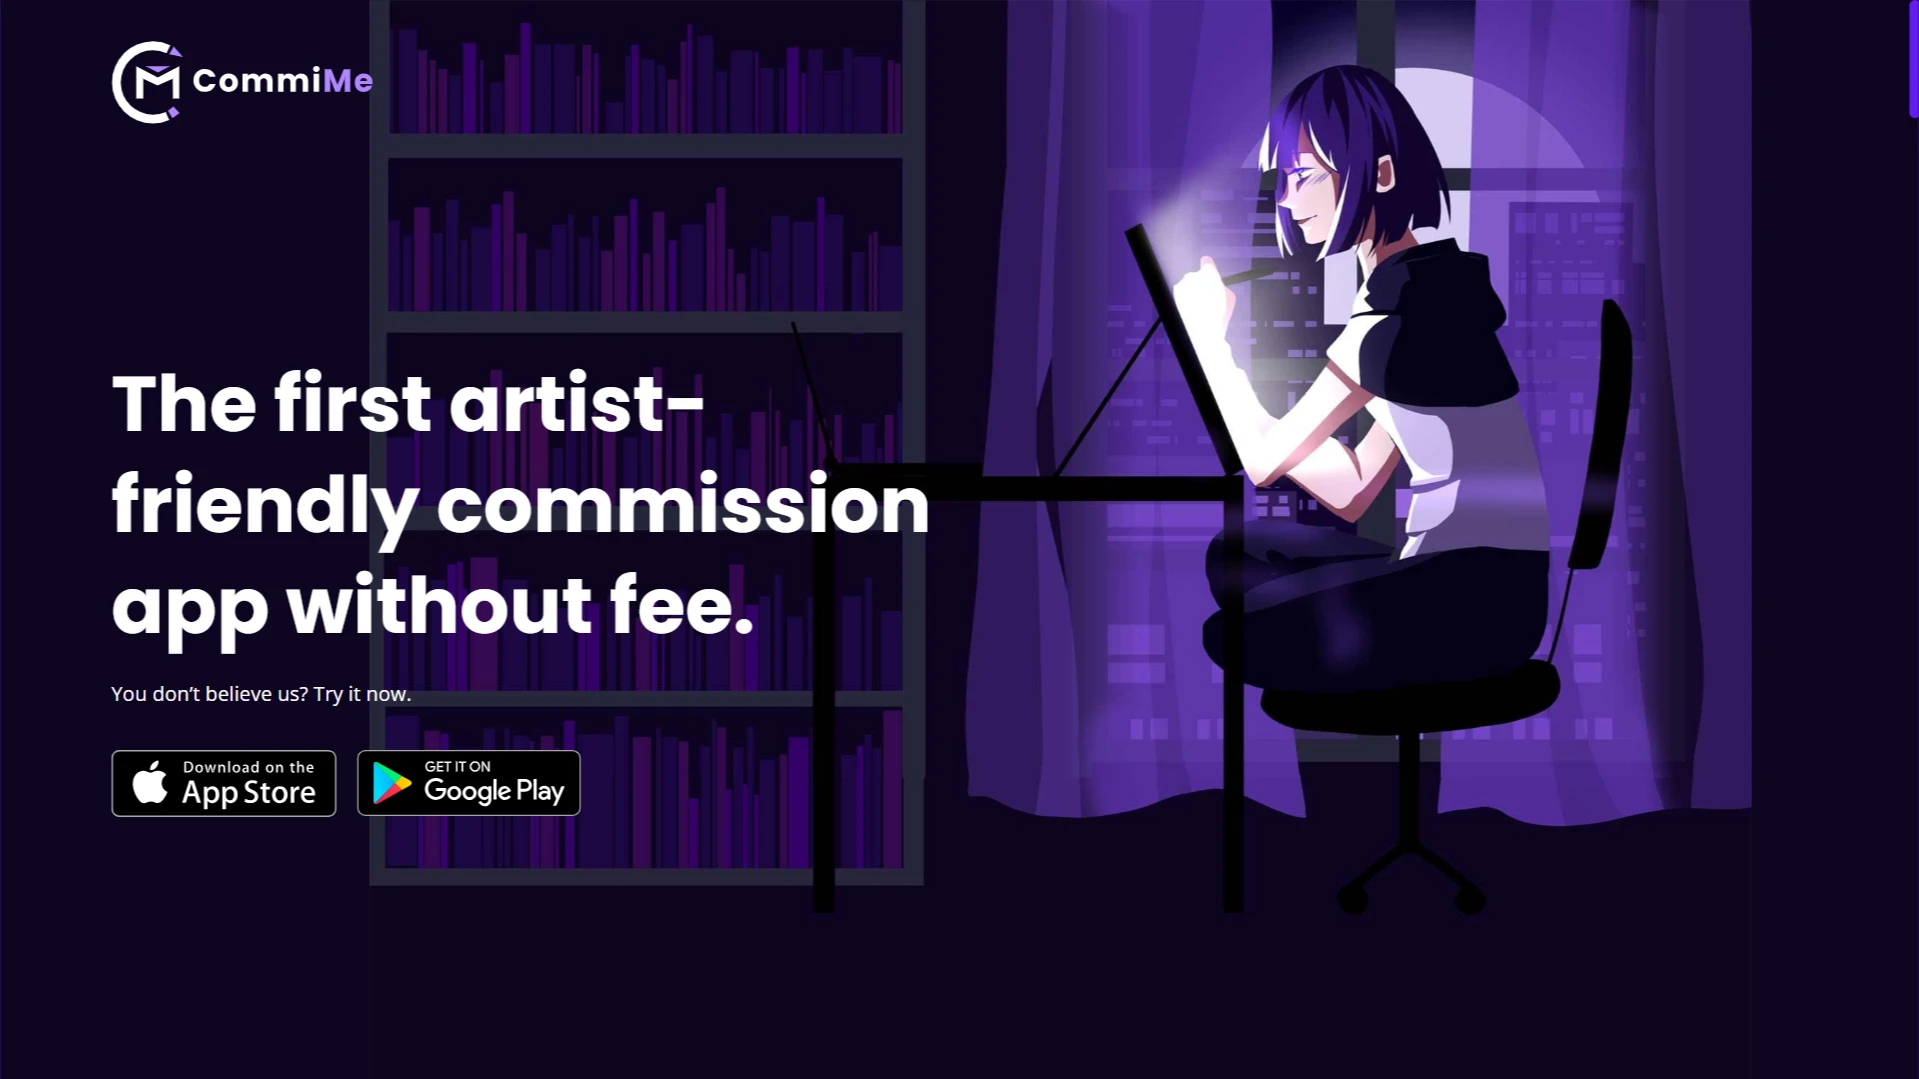 CommiMe
The first artist-
friendly commission
app without fee.
You don’t believe us? Try it now.
Download on the
App Store
GET IT ON
Google Play